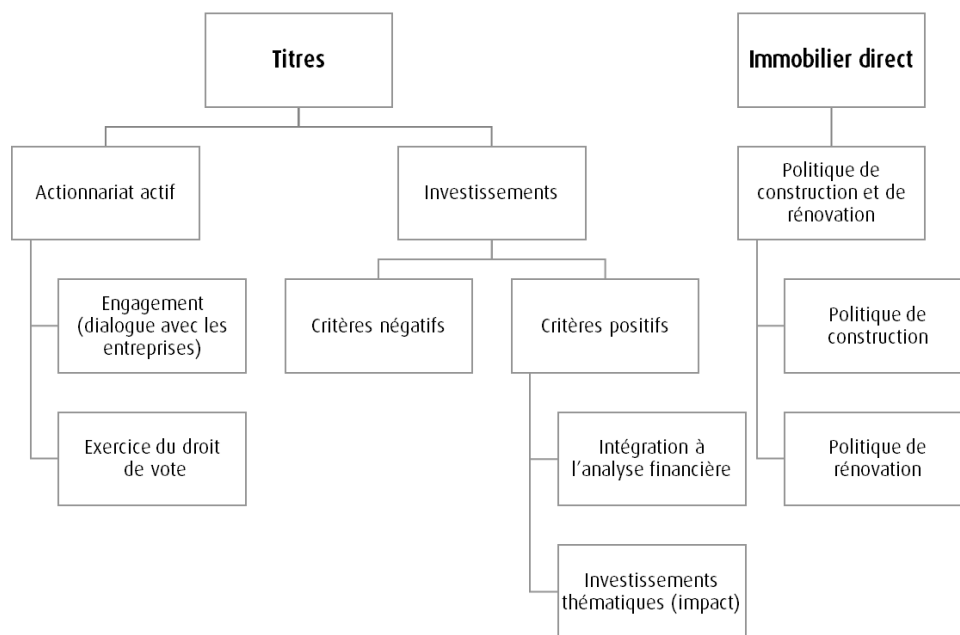 Titres
Actionnariat actif
Engagement
(dialogue avec les
entreprises)
Exercice du droit
de vote
Investissements
Critères négatifs
Critères positifs
Intégration à
l'analyse financière
Investissements
thématiques (impact)
Immobilier direct
Politique de
construction et de
rénovation
Politique de
construction
Politique de
rénovation